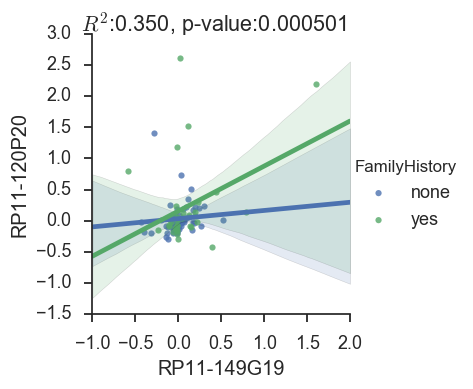 R²:0.350, p-value:0.000501
3.0
2.5
2.0
1.5
1.0
0.5
0.0
−0.5
−1.0
−1.5
RP11-120P20
−1.0 −0.5 0.0 0.5 1.0 1.5 2.0
RP11-149G19
FamilyHistory
none
yes